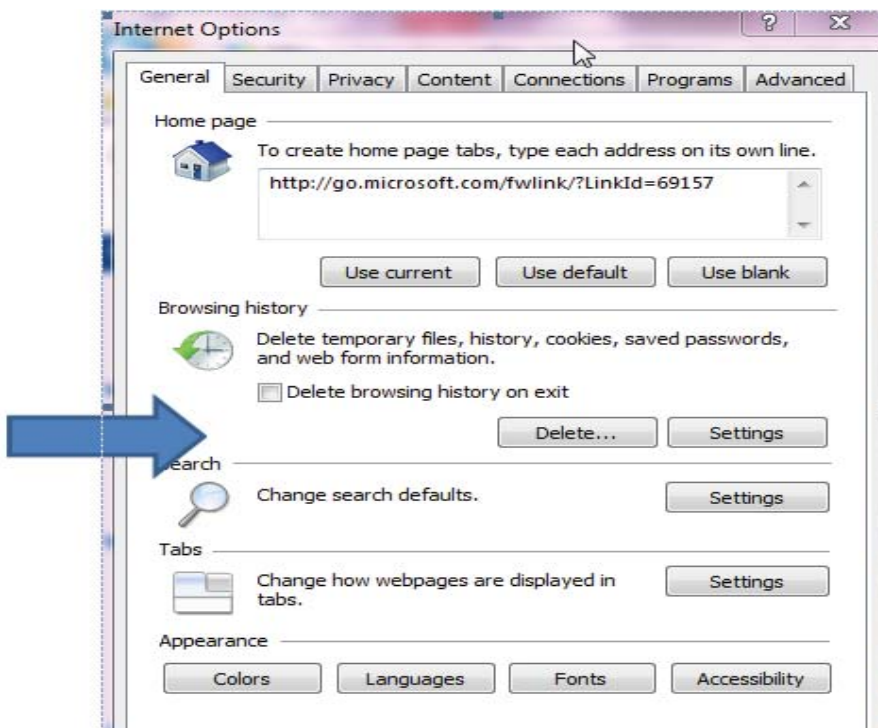 Internet Options
General Security Privacy Content Connections Programs Advanced
Home page
To create home page tabs, type each address on its own line.
http://go.microsoft.com/fwlink/?LinkId=69157
Use current Use default Use blank
Browsing history
Delete temporary files, history, cookies, saved passwords,
and web form information.
Delete browsing history on exit
Delete... Settings
Search
Change search defaults. Settings
Tabs
Change how webpages are displayed in
tabs.
Settings
Appearance
Colors Languages Fonts Accessibility